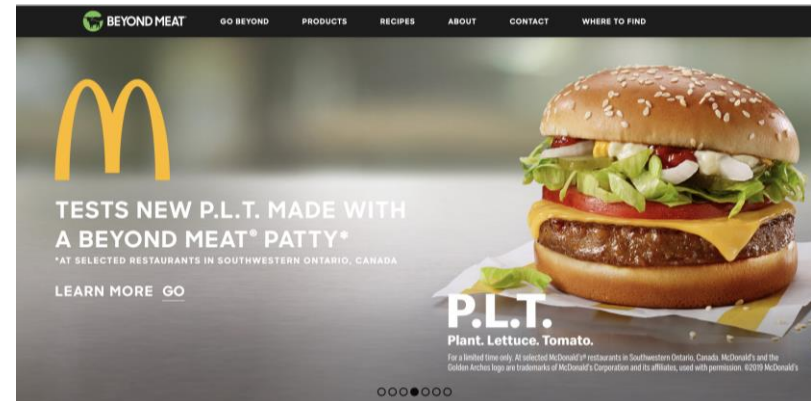 BEYOND MEAT®
GO BEYOND
PRODUCTS
RECIPES
ABOUT
CONTACT
WHERE TO FIND
TESTS NEW P.L.T. MADE WITH
A BEYOND MEAT® PATTY*
*AT SELECTED RESTAURANTS IN SOUTHWESTERN ONTARIO, CANADA
LEARN MORE GO
P.L.T.
Plant. Lettuce. Tomato.
For a limited time only. At selected McDonald's® restaurants in Southwestern Ontario, Canada. McDonald's and the
Golden Arches logo are trademarks of McDonald's Corporation and its affiliates, used with permission. ©2019 McDonald's